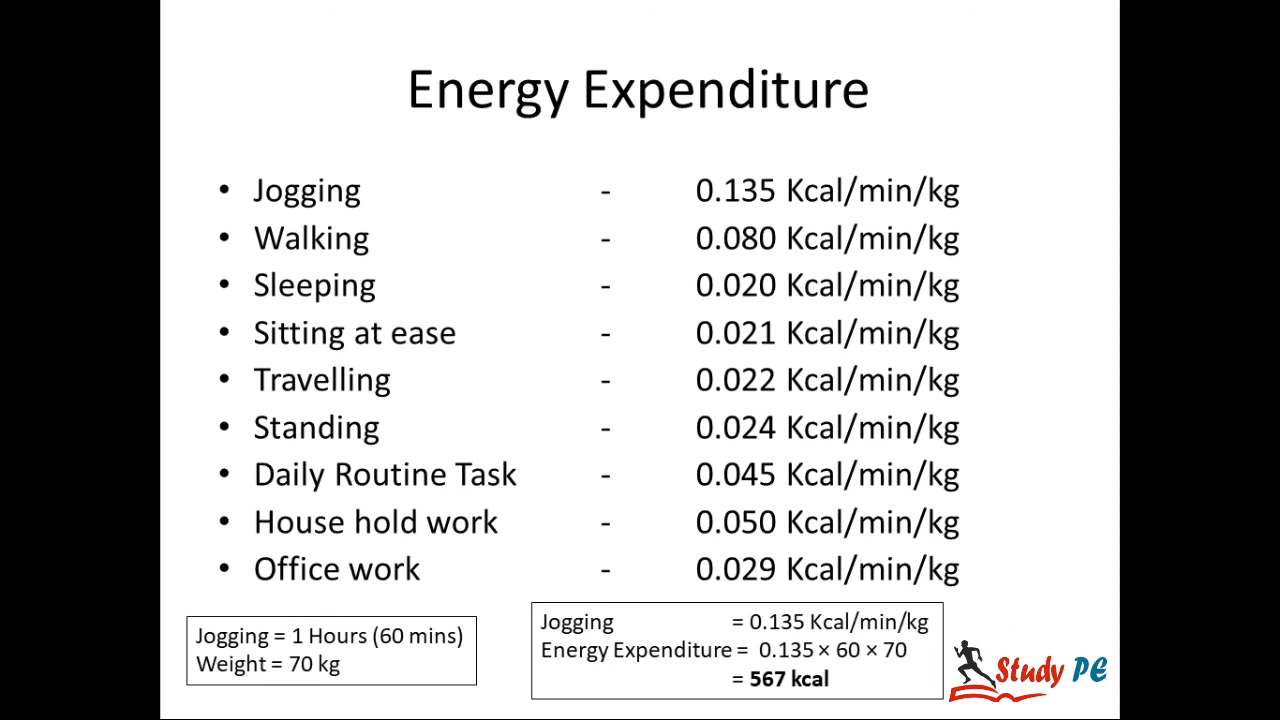 Energy Expenditure
• Jogging - 0.135 Kcal/min/kg
• Walking - 0.080 Kcal/min/kg
• Sleeping - 0.020 Kcal/min/kg
• Sitting at ease - 0.021 Kcal/min/kg
• Travelling - 0.022 Kcal/min/kg
• Standing - 0.024 Kcal/min/kg
• Daily Routine Task - 0.045 Kcal/min/kg
• House hold work - 0.050 Kcal/min/kg
• Office work - 0.029 Kcal/min/kg
Jogging = 1 Hours (60 mins)
Weight = 70 kg
Jogging = 0.135 Kcal/min/kg
Energy Expenditure = 0.135 × 60 × 70
= 567 kcal
Study PE